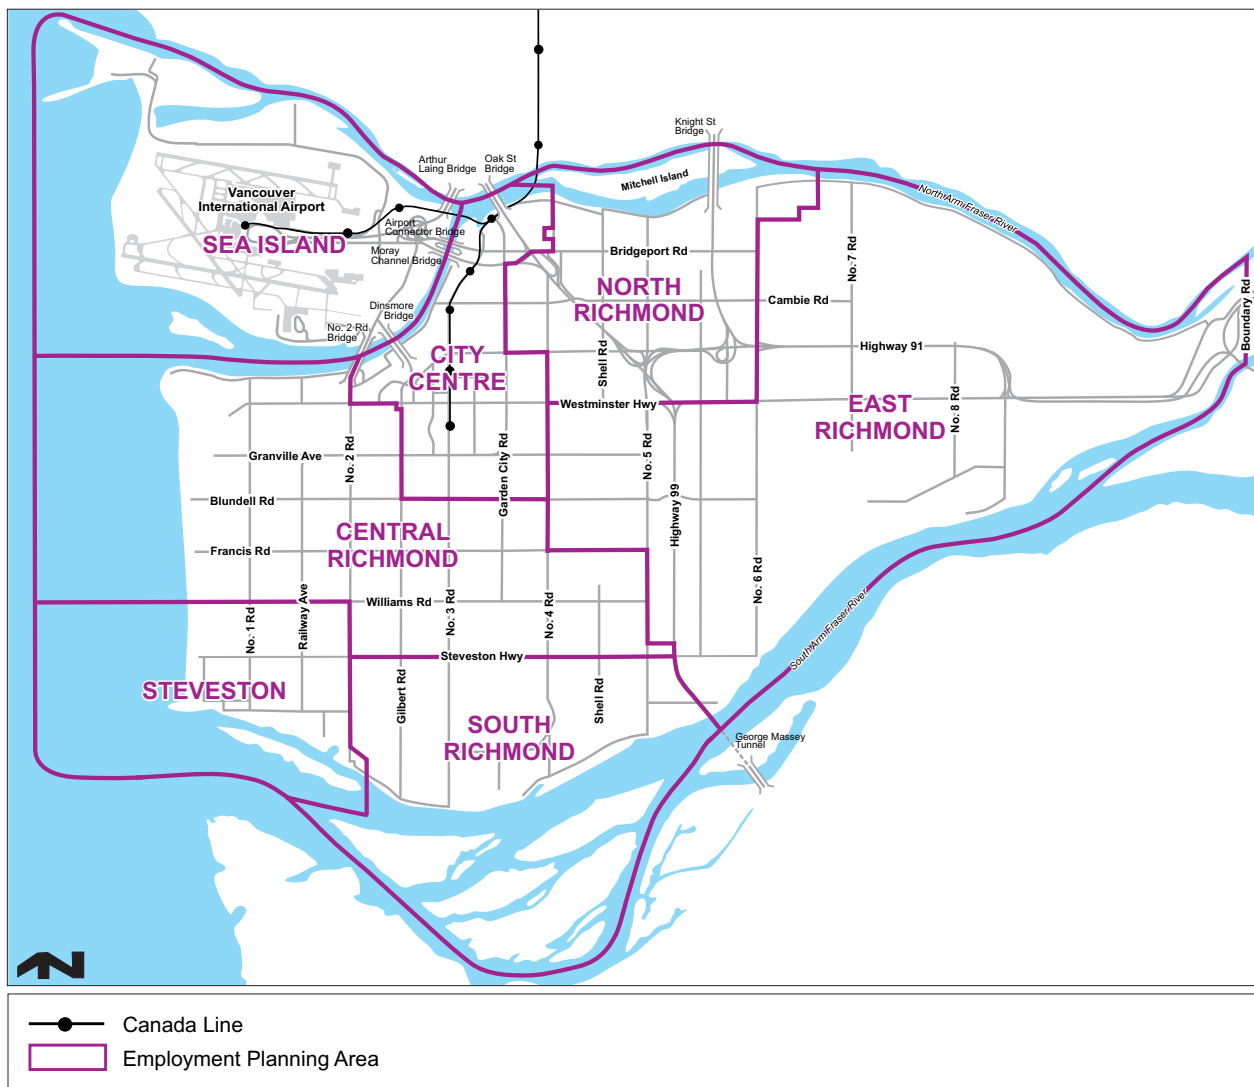 Knight St
Bridge
Arthur
Laing Bridge
Oak St
Bridge
Mitchell Island
North Arm Fraser River
Vancouver
International Airport
Airport
Connector Bridge
SEA ISLAND
Moray
Channel Bridge
Bridgeport Rd
No. 7 Rd
NORTH
RICHMOND
Cambie Rd
Boundary Rd
Dinsmore
Bridge
No. 2 Rd
Bridge
CITY
CENTRE
Shell Rd
Highway 91
Westminster Hwy
EAST
RICHMOND
No. 8 Rd
Granville Ave
No. 2 Rd
Garden City Rd
No. 5 Rd
Blundell Rd
Highway 99
CENTRAL
RICHMOND
Francis Rd
No. 6 Rd
Williams Rd
No. 1 Rd
Railway Ave
No. 3 Rd
No. 4 Rd
South Arm Fraser River
Steveston Hwy
STEVESTON
Gilbert Rd
Shell Rd
SOUTH
RICHMOND
George Massey
Tunnel
N
Canada Line
Employment Planning Area